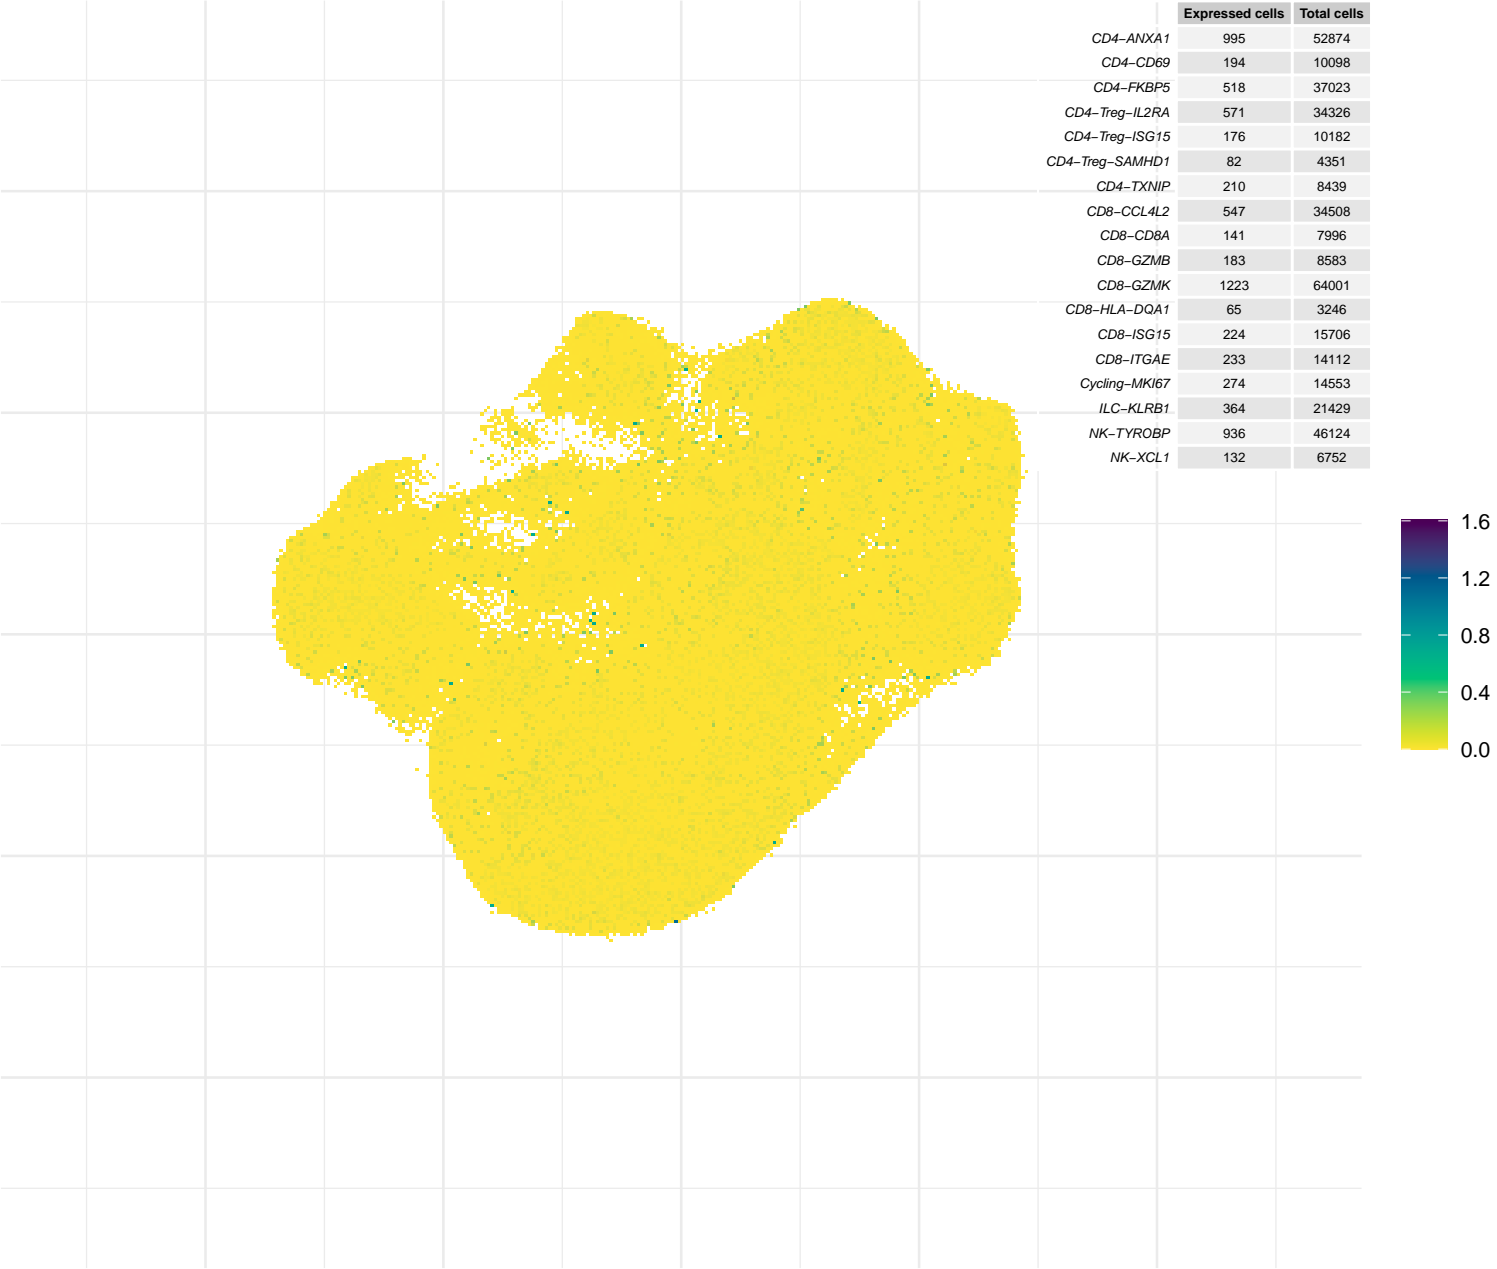 Expressed cells Total cells
CD4−ANXA1 995 52874
CD4−CD69 194 10098
CD4−FKBP5 518 37023
CD4−Treg−IL2RA 571 34326
CD4−Treg−ISG15 176 10182
CD4−Treg−SAMHD1 82 4351
CD4−TXNIP 210 8439
CD8−CCL4L2 547 34508
CD8−CD8A 141 7996
CD8−GZMB 183 8583
CD8−GZMK 1223 64001
CD8−HLA−DQA1 65 3246
CD8−ISG15 224 15706
CD8−ITGAE 233 14112
Cycling−MKI67 274 14553
ILC−KLRB1 364 21429
NK−TYROBP 936 46124
NK−XCL1 132 6752
1.6
1.2
0.8
0.4
0.0